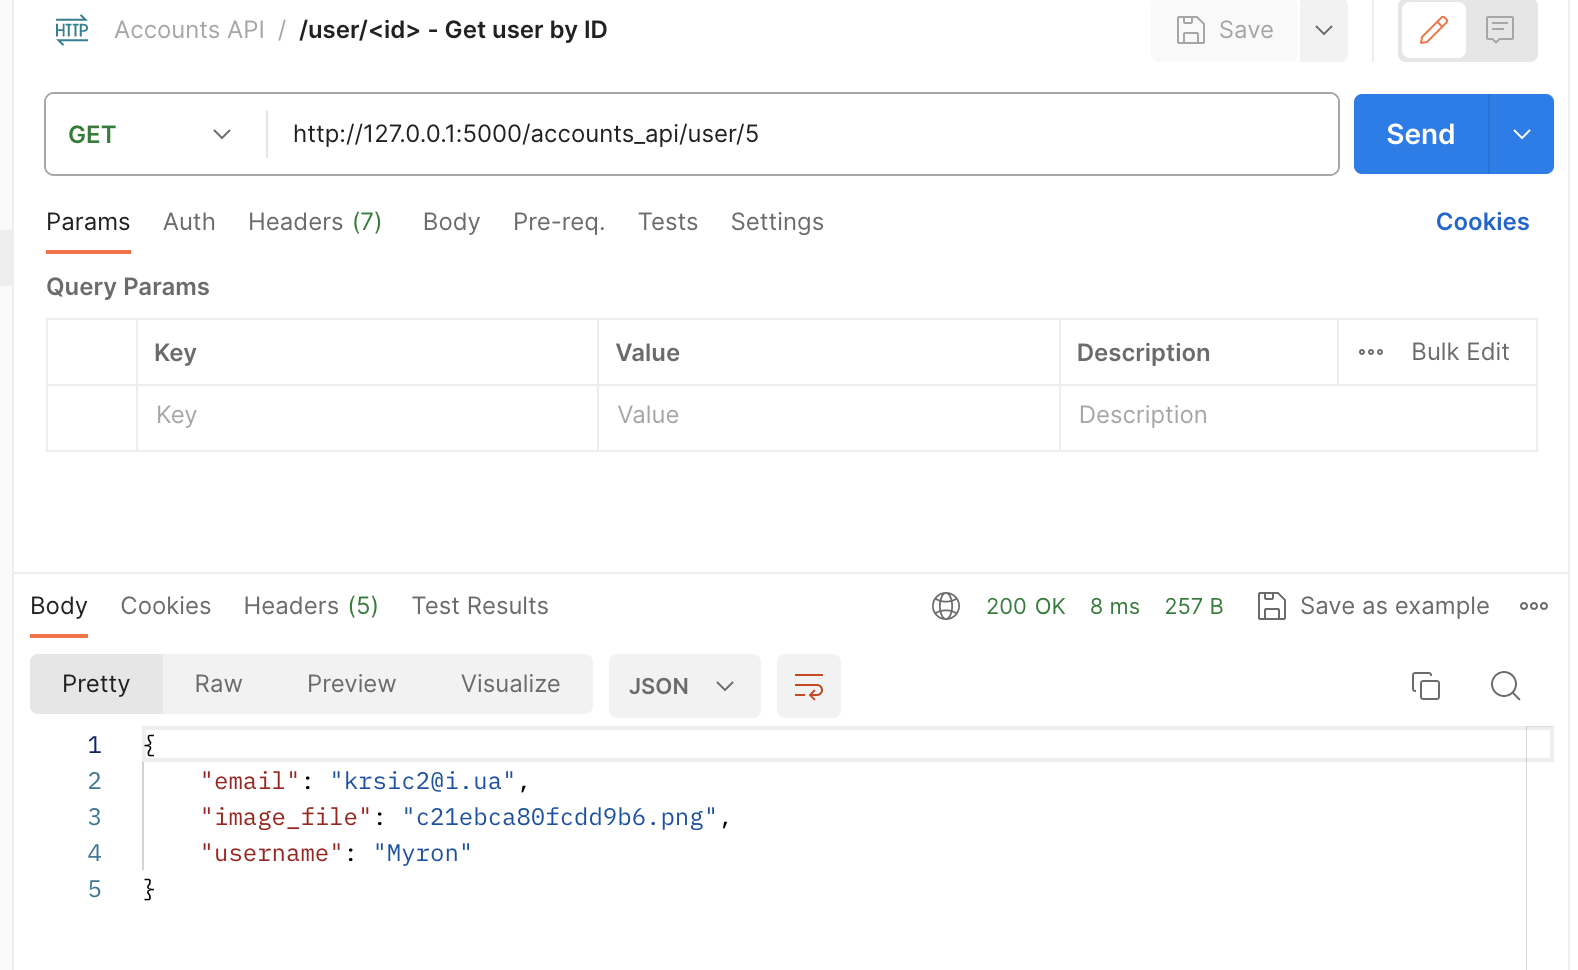 HTTP Accounts API / /user/<id> - Get user by ID Save
GET http://127.0.0.1:5000/accounts_api/user/5 Send
Params Auth Headers (7) Body Pre-req. Tests Settings Cookies
Query Params
Key Value Description Bulk Edit
Key Value Description
Body Cookies Headers (5) Test Results 200 OK 8 ms 257 B Save as example
Pretty Raw Preview Visualize JSON
1 {
2 "email": "krsic2@i.ua",
3 "image_file": "c21ebca80fcdd9b6.png",
4 "username": "Myron"
5 }